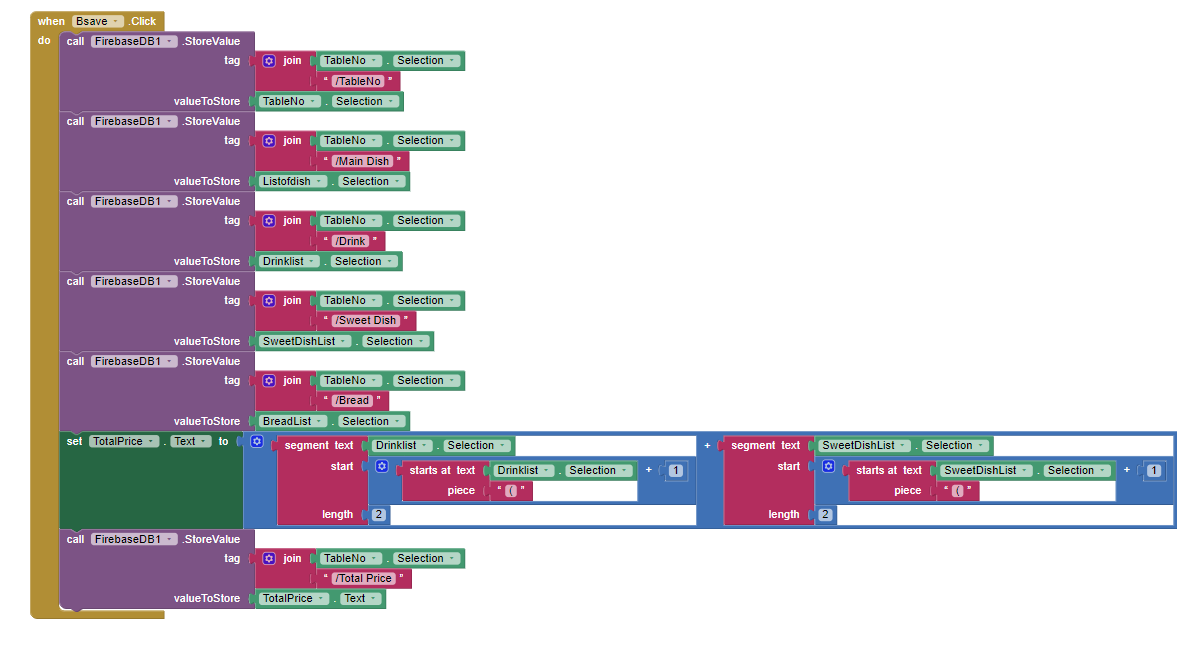 when Bsave .Click
do call FirebaseDB1 .StoreValue
tag join TableNo . Selection
" /TableNo "
valueToStore TableNo . Selection
call FirebaseDB1 .StoreValue
tag join TableNo . Selection
" /Main Dish "
valueToStore Listofdish . Selection
call FirebaseDB1 .StoreValue
tag join TableNo . Selection
" /Drink "
valueToStore Drinklist . Selection
call FirebaseDB1 .StoreValue
tag join TableNo . Selection
" /Sweet Dish "
valueToStore SweetDishList . Selection
call FirebaseDB1 .StoreValue
tag join TableNo . Selection
" /Bread "
valueToStore BreadList . Selection
set TotalPrice . Text to segment text Drinklist . Selection + segment text SweetDishList . Selection
start starts at text Drinklist . Selection + 1 start starts at text SweetDishList . Selection + 1
piece " ( " piece " ( "
length 2 length 2
call FirebaseDB1 .StoreValue
tag join TableNo . Selection
" /Total Price "
valueToStore TotalPrice . Text